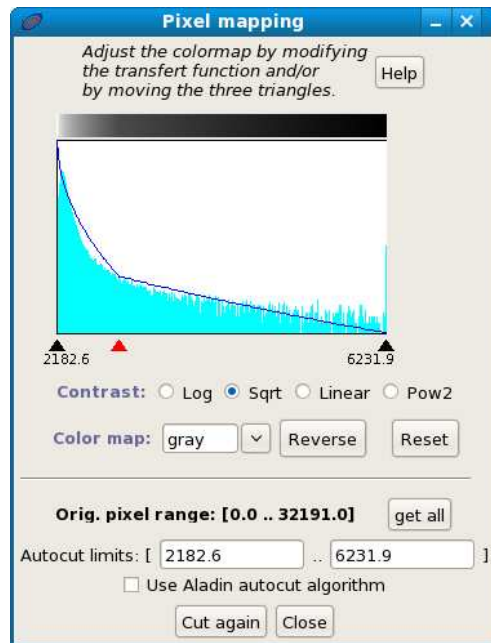 Pixel mapping
Adjust the colormap by modifying
the transfert function and/or
by moving the three triangles.
Help
2182.6 6231.9
Contrast: Log Sqrt Linear Pow2
Color map: gray Reverse Reset
Orig. pixel range: [0.0 .. 32191.0] get all
Autocut limits: [ 2182.6 .. 6231.9 ]
Use Aladin autocut algorithm
Cut again Close